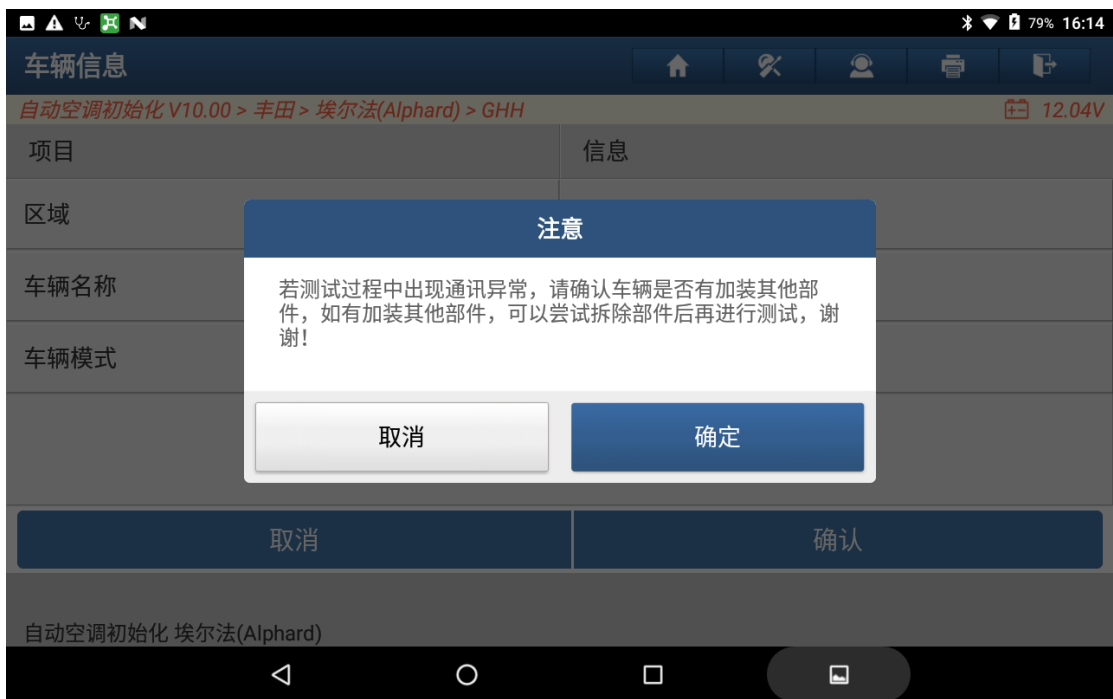 79% 16:14
车辆信息
自动空调初始化 V10.00 > 丰田 > 埃尔法(Alphard) > GHH
12.04V
项目
信息
区域
注意
车辆名称
若测试过程中出现通讯异常，请确认车辆是否有加装其他部
件，如有加装其他部件，可以尝试拆除部件后再进行测试，谢
谢！
车辆模式
取消
确定
取消
确认
自动空调初始化 埃尔法(Alphard)